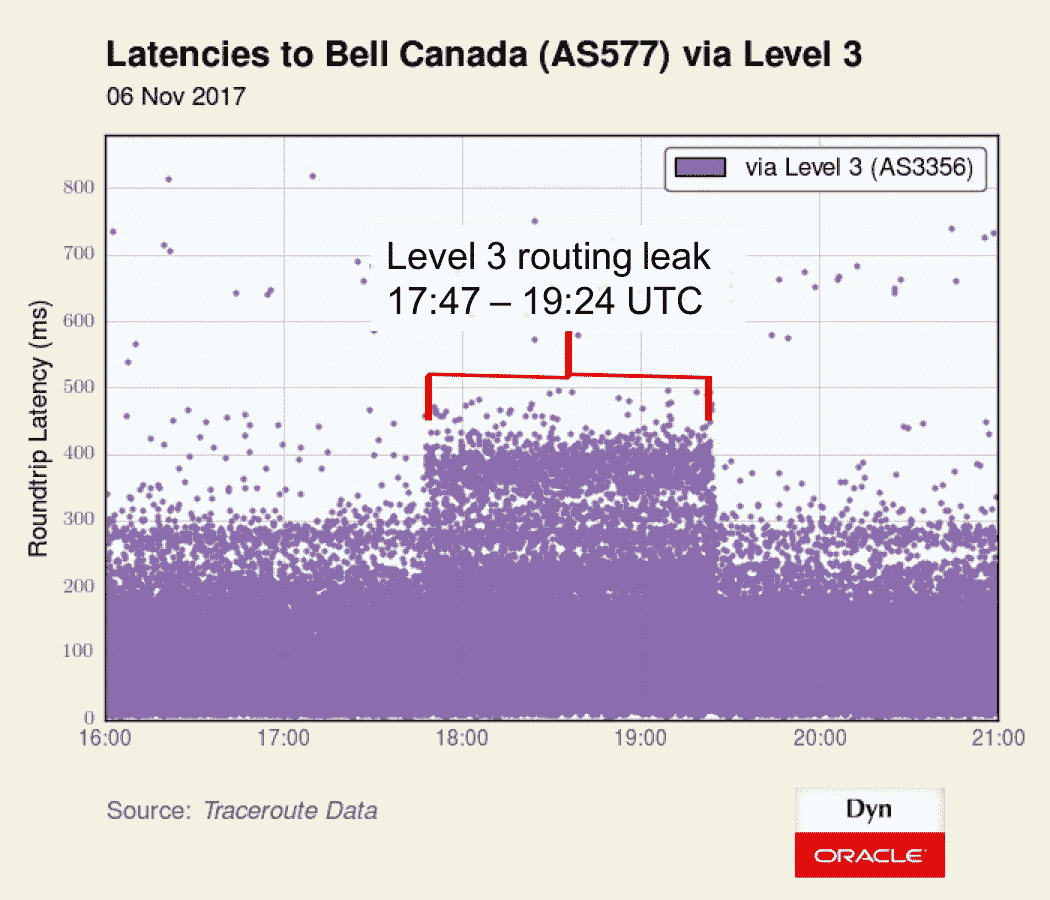 Latencies to Bell Canada (AS577) via Level 3
06 Nov 2017
via Level 3 (AS3356)
Level 3 routing leak
17:47 – 19:24 UTC
Roundtrip Latency (ms)
800
700
600
500
400
300
200
100
0
16:00 17:00 18:00 19:00 20:00 21:00
Source: Traceroute Data
Dyn
ORACLE